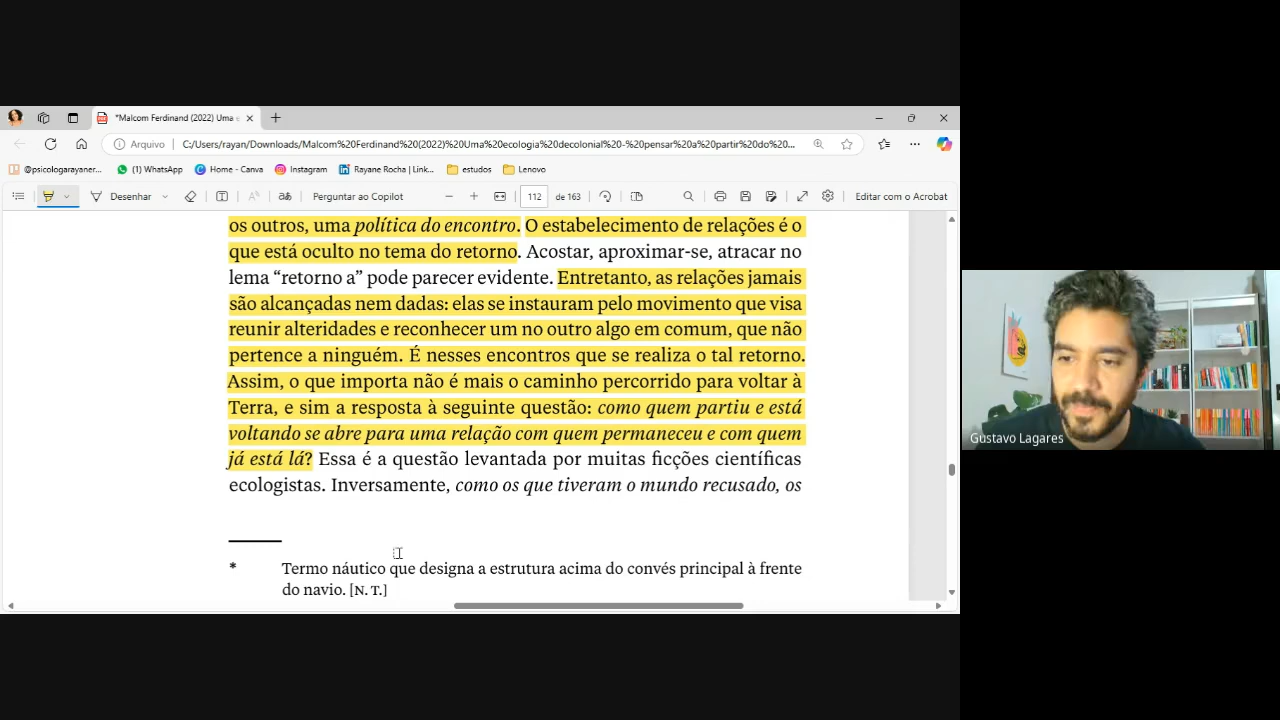 *Malcom Ferdinand (2022) Uma e
Arquivo
C:/Users/rayan/Downloads/Malcom%20Ferdinand%20(2022)%20Uma%20ecologia%20decolonial%20-%20pensar%20a%20partir%20do%20...
@psicologarayaner...
(1) WhatsApp
Home - Canva
Instagram
Rayane Rocha | Link...
estudos
Lenovo
Desenhar
Perguntar ao Copilot
112
de 163
Editar com o Acrobat
os outros, uma política do encontro. O estabelecimento de relações é o
que está oculto no tema do retorno. Acostar, aproximar-se, atracar no
lema “retorno a” pode parecer evidente. Entretanto, as relações jamais
são alcançadas nem dadas: elas se instauram pelo movimento que visa
reunir alteridades e reconhecer um no outro algo em comum, que não
pertence a ninguém. É nesses encontros que se realiza o tal retorno.
Assim, o que importa não é mais o caminho percorrido para voltar à
Terra, e sim a resposta à seguinte questão: como quem partiu e está
voltando se abre para uma relação com quem permaneceu e com quem
já está lá? Essa é a questão levantada por muitas ficções científicas
ecologistas. Inversamente, como os que tiveram o mundo recusado, os
* Termo náutico que designa a estrutura acima do convés principal à frente
do navio. [N. T.]
Gustavo Lagares